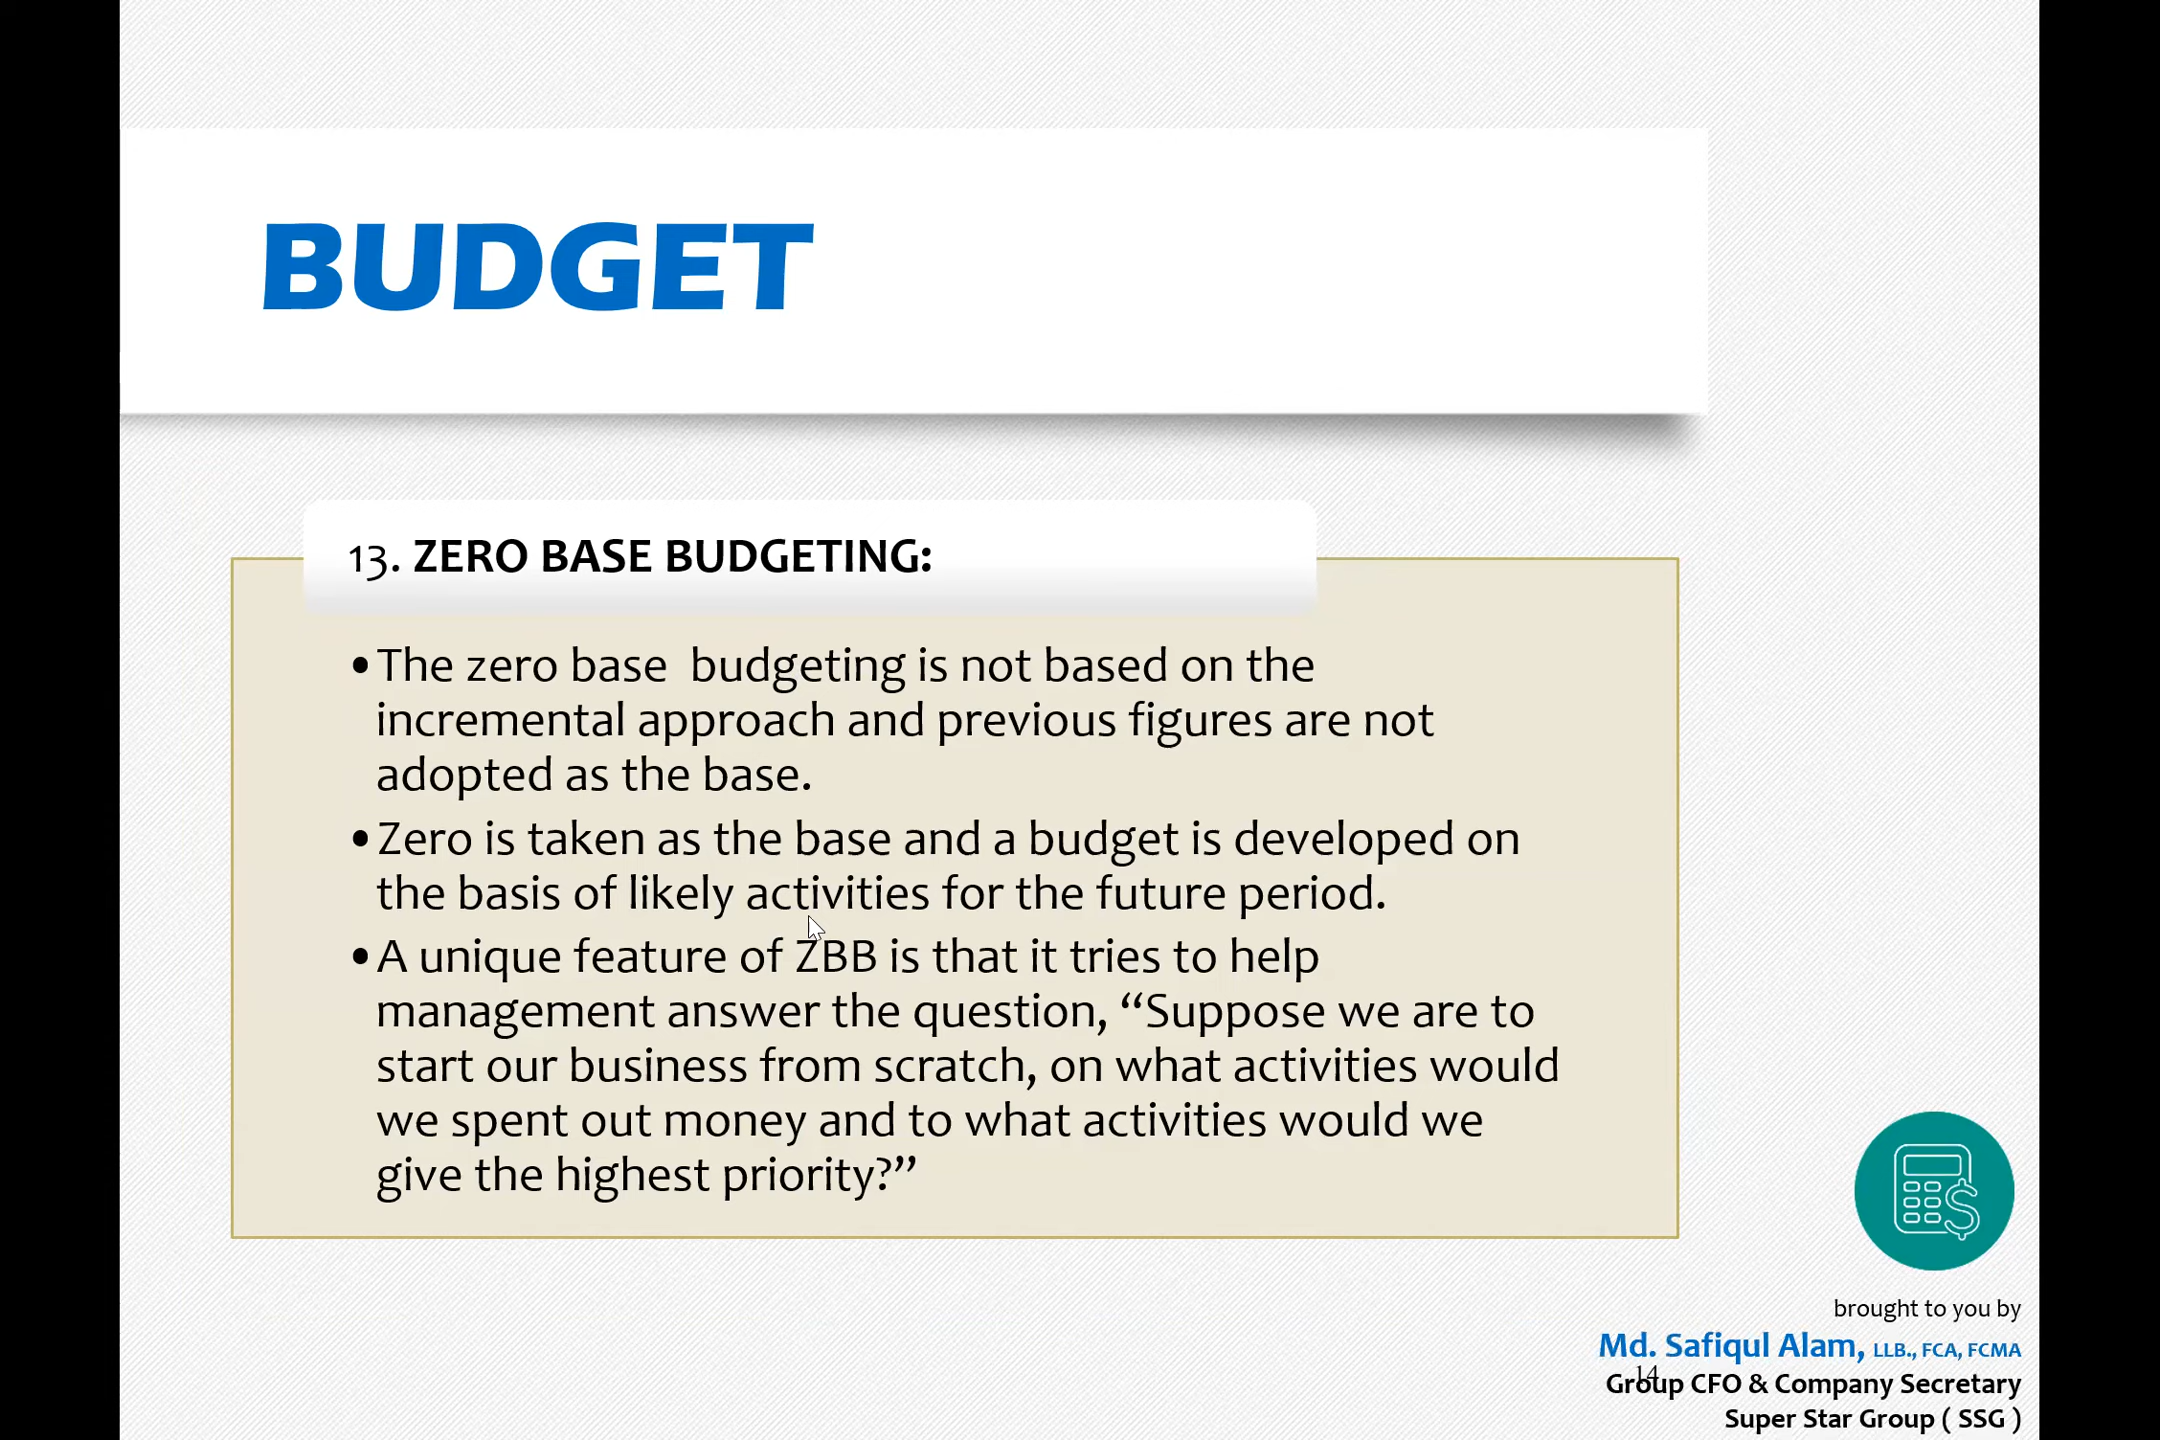 BUDGET
13. ZERO BASE BUDGETING:
•The zero base  budgeting is not based on the
incremental approach and previous figures are not
adopted as the base.
•Zero is taken as the base and a budget is developed on
the basis of likely activities for the future period.
•A unique feature of ZBB is that it tries to help
management answer the question, “Suppose we are to
start our business from scratch, on what activities would
we spent out money and to what activities would we
give the highest priority?”
brought to you by
Md. Safiqul Alam, LLB., FCA, FCMA
14
Group CFO & Company Secretary
Super Star Group ( SSG )